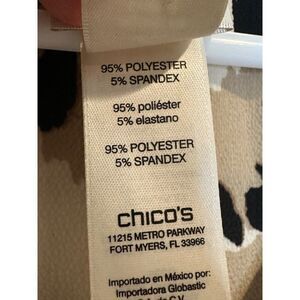 95% POLYESTER
5% SPANDEX
95% poliéster
5% elastano
95% POLYESTER
5% SPANDEX
chico's
11215 METRO PARKWAY
FORT MYERS, FL 33966
Importado en México por:
Importadora Globastic